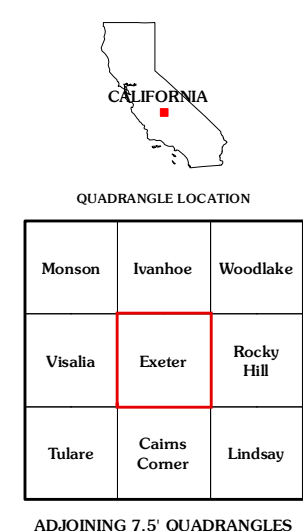 CALIFORNIA
QUADRANGLE LOCATION
Monson
Ivanhoe
Woodlake
Visalia
Exeter
Rocky
Hill
Tulare
Cairns
Corner
Lindsay
ADJOINING 7.5' QUADRANGLES